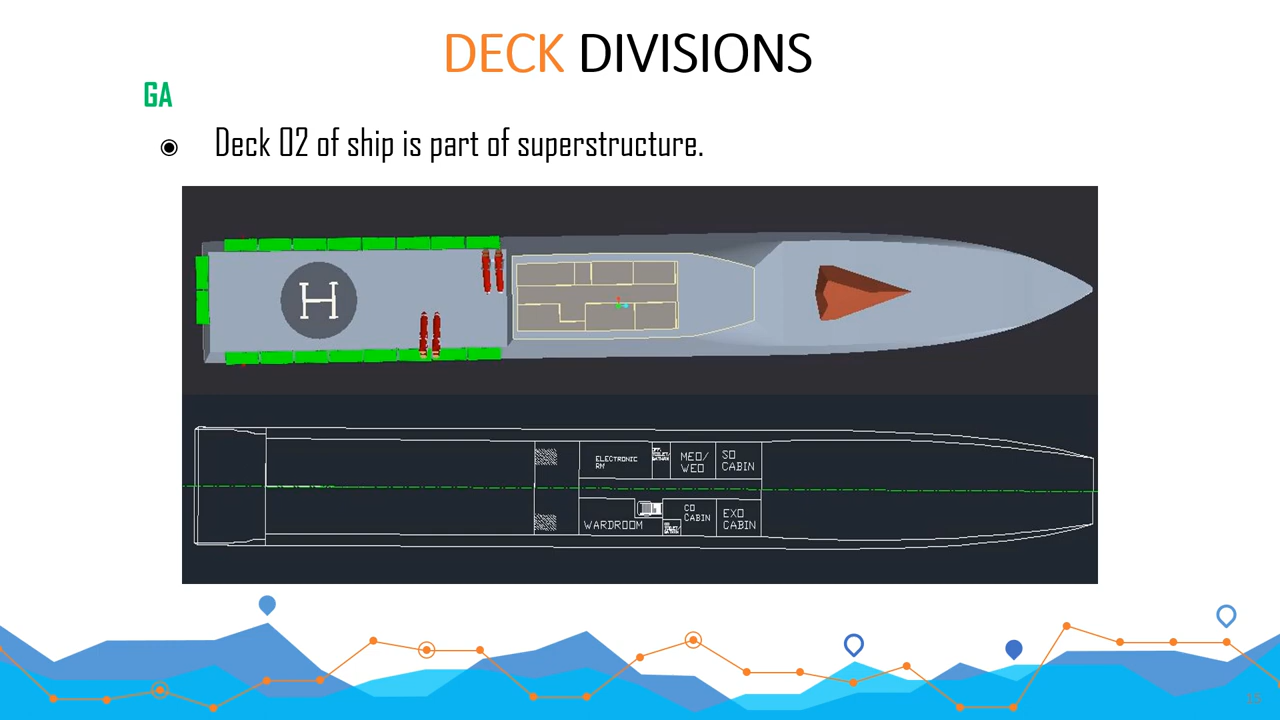 DECK DIVISIONS
GA
Deck 02 of ship is part of superstructure.
H
ELECTRONIC
RM
MEO/
WEO
SO
CABIN
WARDROOM
CO
CABIN
EXO
CABIN